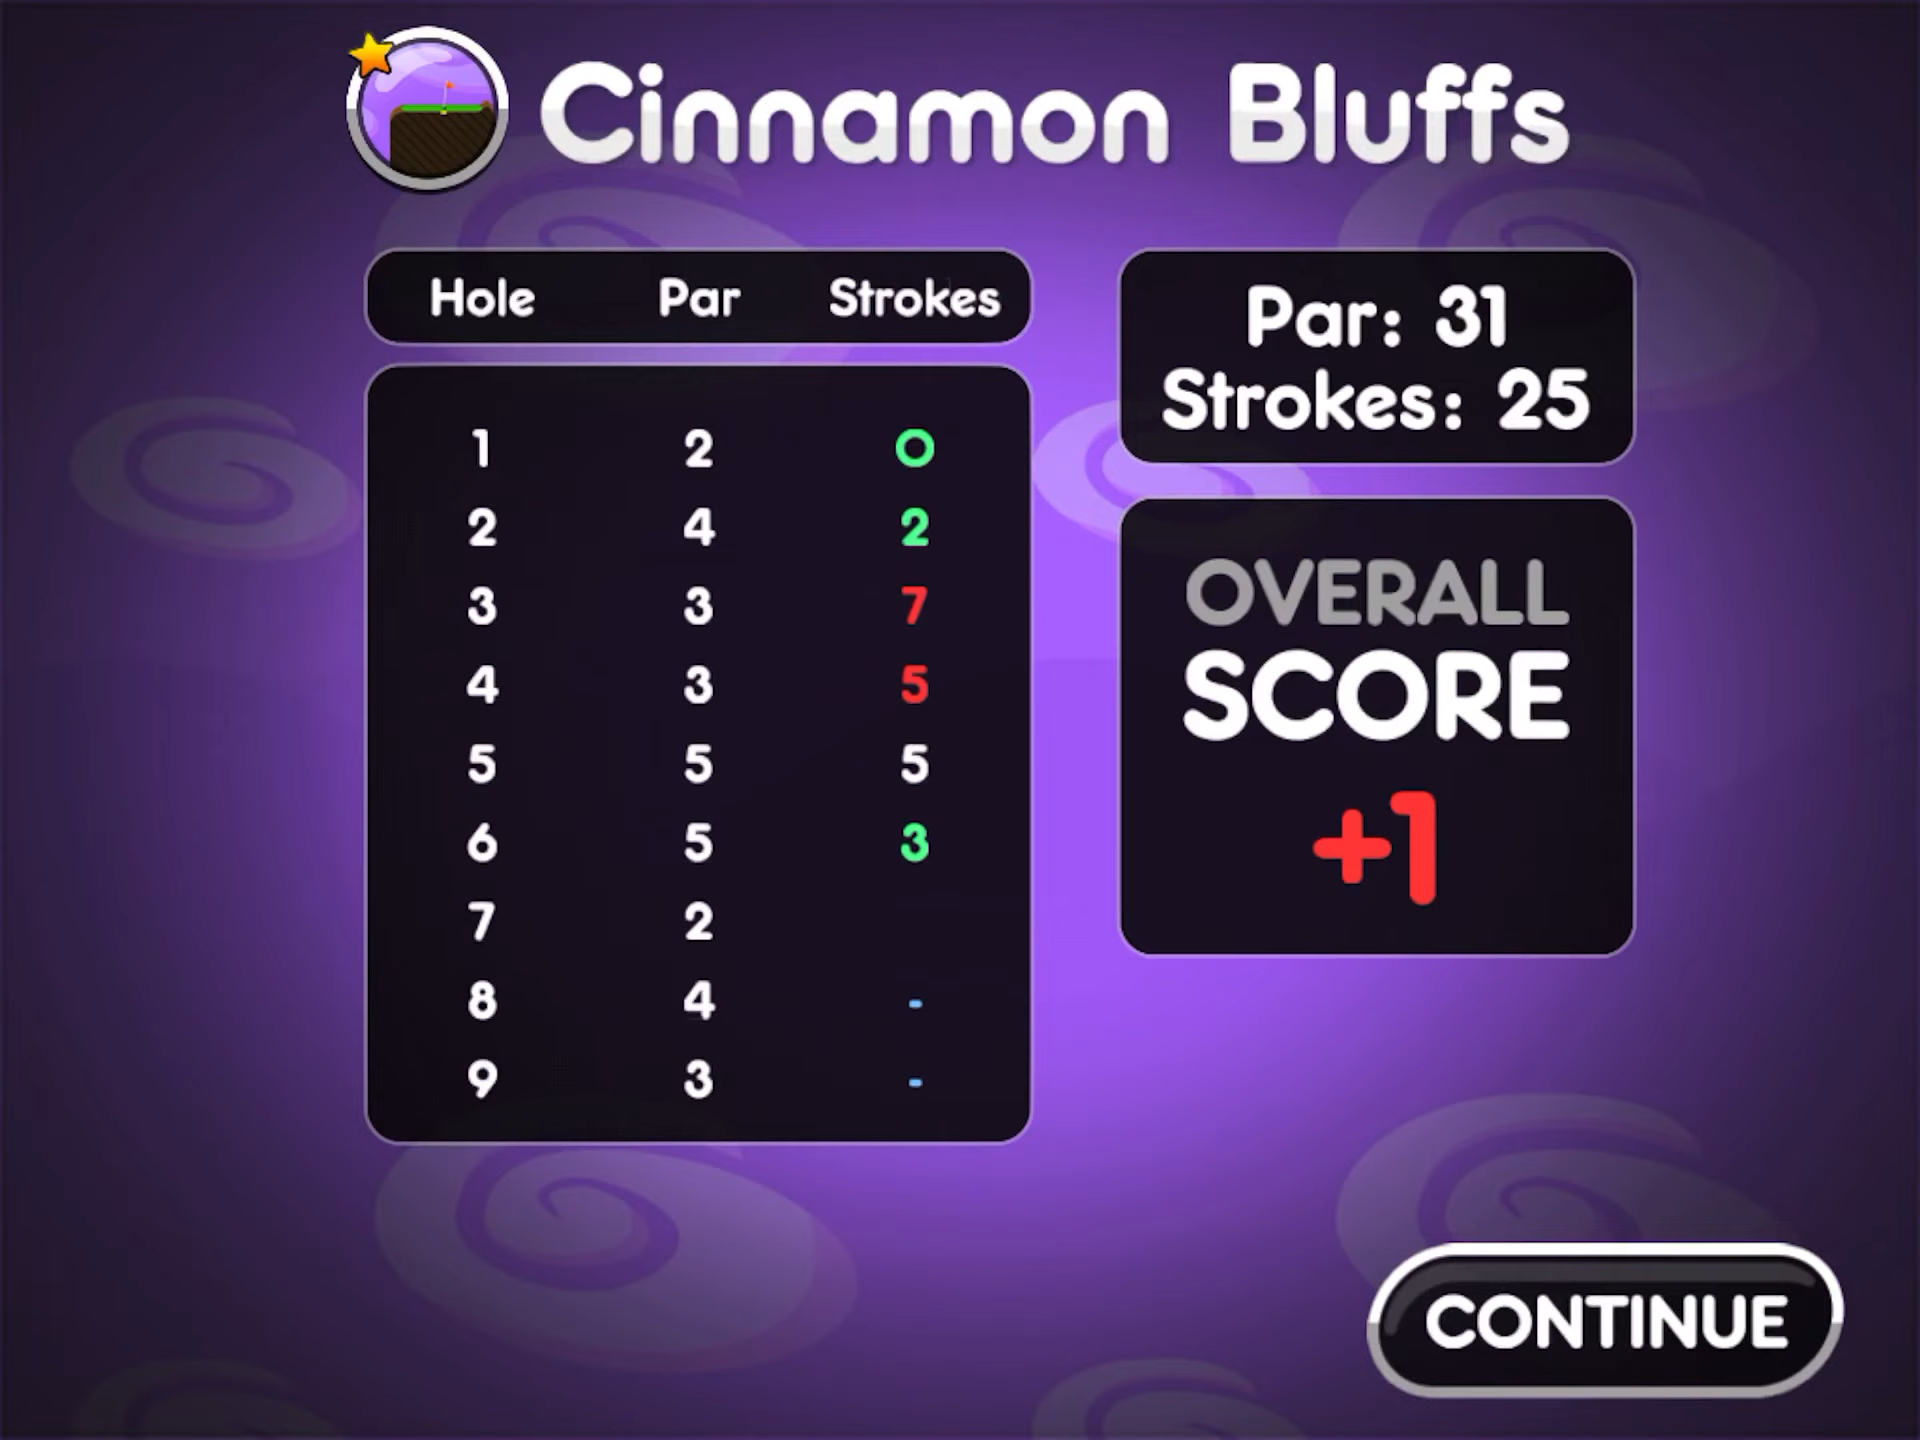 Cinnamon Bluffs
Hole Par Strokes
1 2 0
2 4 2
3 3 7
4 3 5
5 5 5
6 5 3
7 2
8 4 -
9 3 -
Par: 31
Strokes: 25
OVERALL
SCORE
+1
CONTINUE